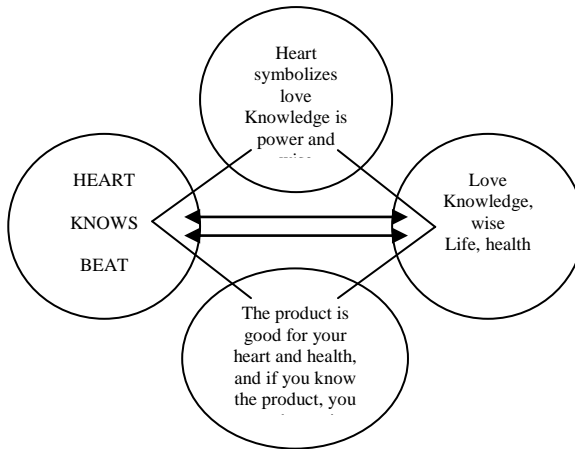 Heart
symbolizes
love
Knowledge is
power and
HEART
KNOWS
BEAT
Love
Knowledge,
wise
Life, health
The product is
good for your
heart and health,
and if you know
the product, you